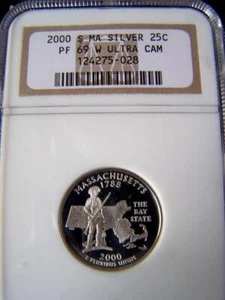 2000 S MA SILVER 25C
PF 69 W ULTRA CAM
124275-028
MASSACHUSETTS
1788
THE
BAY
STATE
2000
E PLURIBUS UNUM